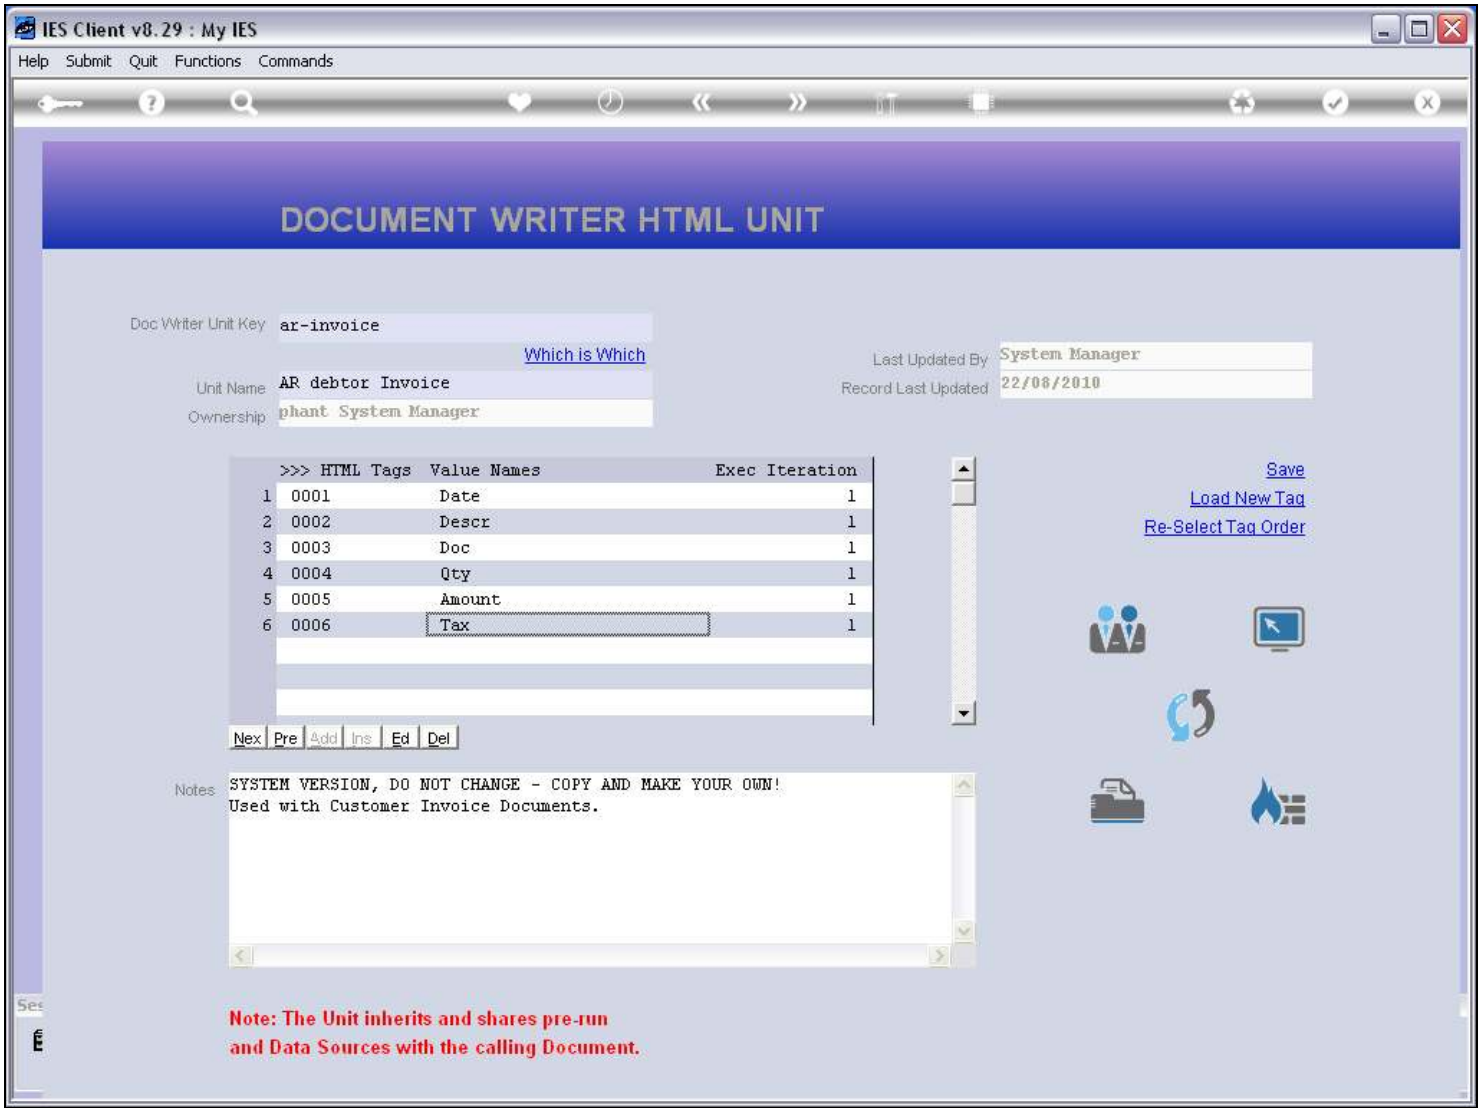 IES Client v8.29 : My IES
Help Submit Quit Functions Commands
DOCUMENT WRITER HTML UNIT
Doc Writer Unit Key ar-invoice
Which is Which
Last Updated By System Manager
Unit Name AR debtor Invoice
Record Last Updated 22/08/2010
Ownership phant System Manager
>>> HTML Tags Value Names Exec Iteration
Save
1 0001 Date 1
Load New Tag
2 0002 Descr 1
Re-Select Tag Order
3 0003 Doc 1
4 0004 Qty 1
5 0005 Amount 1
6 0006 Tax 1
Nex Pre Add Ins Ed Del
Notes SYSTEM VERSION, DO NOT CHANGE - COPY AND MAKE YOUR OWN!
Used with Customer Invoice Documents.
Note: The Unit inherits and shares pre-run
and Data Sources with the calling Document.